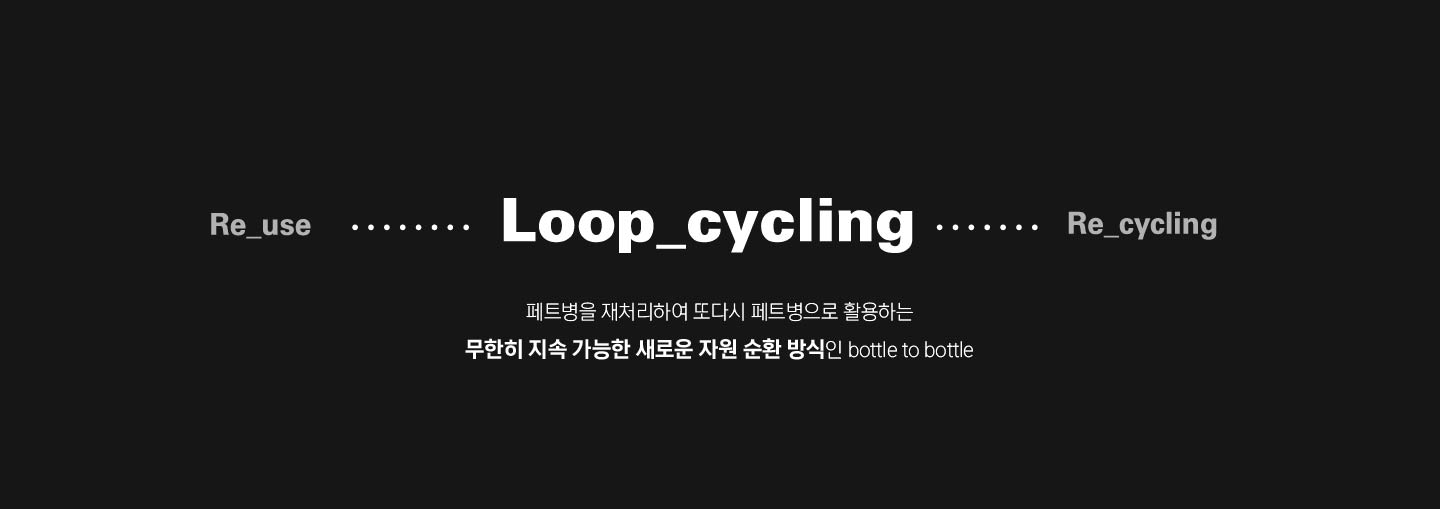 Re_use ········ Loop_cycling ······· Re_cycling
페트병을 재처리하여 또다시 페트병으로 활용하는
무한히 지속 가능한 새로운 자원 순환 방식인 bottle to bottle